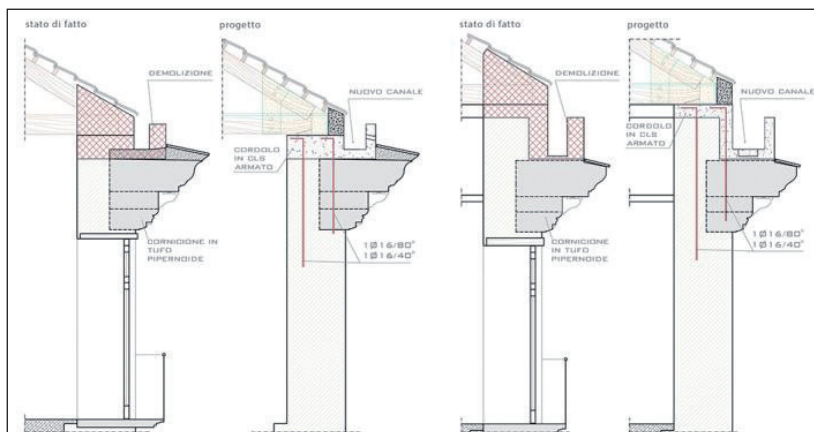 stato di fatto
DEMOLIZIONE
CORNICIONE IN
TUFO
PIPERNOIDE
progetto
NUOVO CANALE
CORDOLO
IN CLS
ARMATO
1Ø16/80"
1Ø16/40"
stato di fatto
DEMOLIZIONE
CORNICIONE IN
TUFO
PIPERNOIDE
progetto
NUOVO CANALE
CORDOLO
IN CLS
ARMATO
1Ø16/80"
1Ø16/40"